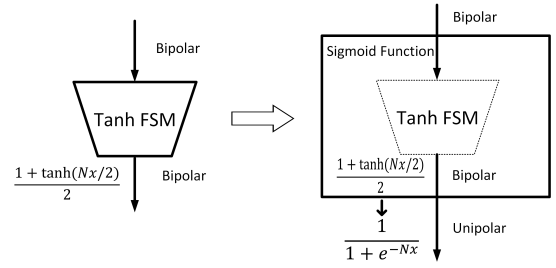 Bipolar
Tanh FSM
1 + tanh(Nx/2)
2
Bipolar
Bipolar
Sigmoid Function
Tanh FSM
1 + tanh(Nx/2)
2
Bipolar
1
1 + e^{-Nx}
Unipolar